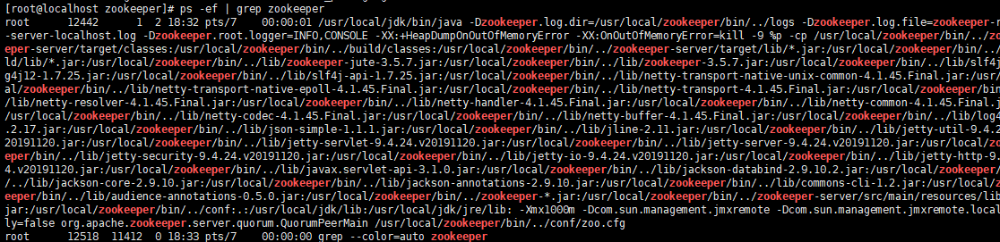 [root@localhost zookeeper]# ps -ef | grep zookeeper
root 12442 1 2 18:32 pts/7 00:00:01 /usr/local/jdk/bin/java -Dzookeeper.log.dir=/usr/local/zookeeper/bin/../logs -Dzookeeper.log.file=zookeeper-r
-server-localhost.log -Dzookeeper.root.logger=INFO,CONSOLE -XX:+HeapDumpOnOutOfMemoryError -XX:OnOutOfMemoryError=kill -9 %p -cp /usr/local/zookeeper/bin/../zo
eper-server/target/classes:/usr/local/zookeeper/bin/../build/classes:/usr/local/zookeeper/bin/../zookeeper-server/target/lib/*.jar:/usr/local/zookeeper/bin/../
ld/lib/*.jar:/usr/local/zookeeper/bin/../lib/zookeeper-jute-3.5.7.jar:/usr/local/zookeeper/bin/../lib/zookeeper-3.5.7.jar:/usr/local/zookeeper/bin/../lib/slf4j
g4j12-1.7.25.jar:/usr/local/zookeeper/bin/../lib/slf4j-api-1.7.25.jar:/usr/local/zookeeper/bin/../lib/netty-transport-native-unix-common-4.1.45.Final.jar:/usr/
al/zookeeper/bin/../lib/netty-transport-native-epoll-4.1.45.Final.jar:/usr/local/zookeeper/bin/../lib/netty-transport-4.1.45.Final.jar:/usr/local/zookeeper/bin
/lib/netty-resolver-4.1.45.Final.jar:/usr/local/zookeeper/bin/../lib/netty-handler-4.1.45.Final.jar:/usr/local/zookeeper/bin/../lib/netty-common-4.1.45.Final.j
/usr/local/zookeeper/bin/../lib/netty-codec-4.1.45.Final.jar:/usr/local/zookeeper/bin/../lib/netty-buffer-4.1.45.Final.jar:/usr/local/zookeeper/bin/../lib/log4
.2.17.jar:/usr/local/zookeeper/bin/../lib/json-simple-1.1.1.jar:/usr/local/zookeeper/bin/../lib/jline-2.11.jar:/usr/local/zookeeper/bin/../lib/jetty-util-9.4.2
20191120.jar:/usr/local/zookeeper/bin/../lib/jetty-servlet-9.4.24.v20191120.jar:/usr/local/zookeeper/bin/../lib/jetty-server-9.4.24.v20191120.jar:/usr/local/zo
eper/bin/../lib/jetty-security-9.4.24.v20191120.jar:/usr/local/zookeeper/bin/../lib/jetty-io-9.4.24.v20191120.jar:/usr/local/zookeeper/bin/../lib/jetty-http-9.
4.v20191120.jar:/usr/local/zookeeper/bin/../lib/javax.servlet-api-3.1.0.jar:/usr/local/zookeeper/bin/../lib/jackson-databind-2.9.10.2.jar:/usr/local/zookeeper/
/../lib/jackson-core-2.9.10.jar:/usr/local/zookeeper/bin/../lib/jackson-annotations-2.9.10.jar:/usr/local/zookeeper/bin/../lib/commons-cli-1.2.jar:/usr/local/z
eeper/bin/../lib/audience-annotations-0.5.0.jar:/usr/local/zookeeper/bin/../zookeeper-*.jar:/usr/local/zookeeper/bin/../zookeeper-server/src/main/resources/lib
jar:/usr/local/zookeeper/bin/../conf:.:/usr/local/jdk/lib:/usr/local/jdk/jre/lib: -Xmx1000m -Dcom.sun.management.jmxremote -Dcom.sun.management.jmxremote.local
ly=false org.apache.zookeeper.server.quorum.QuorumPeerMain /usr/local/zookeeper/bin/../conf/zoo.cfg
root 12518 11412 0 18:33 pts/7 00:00:00 grep --color=auto zookeeper